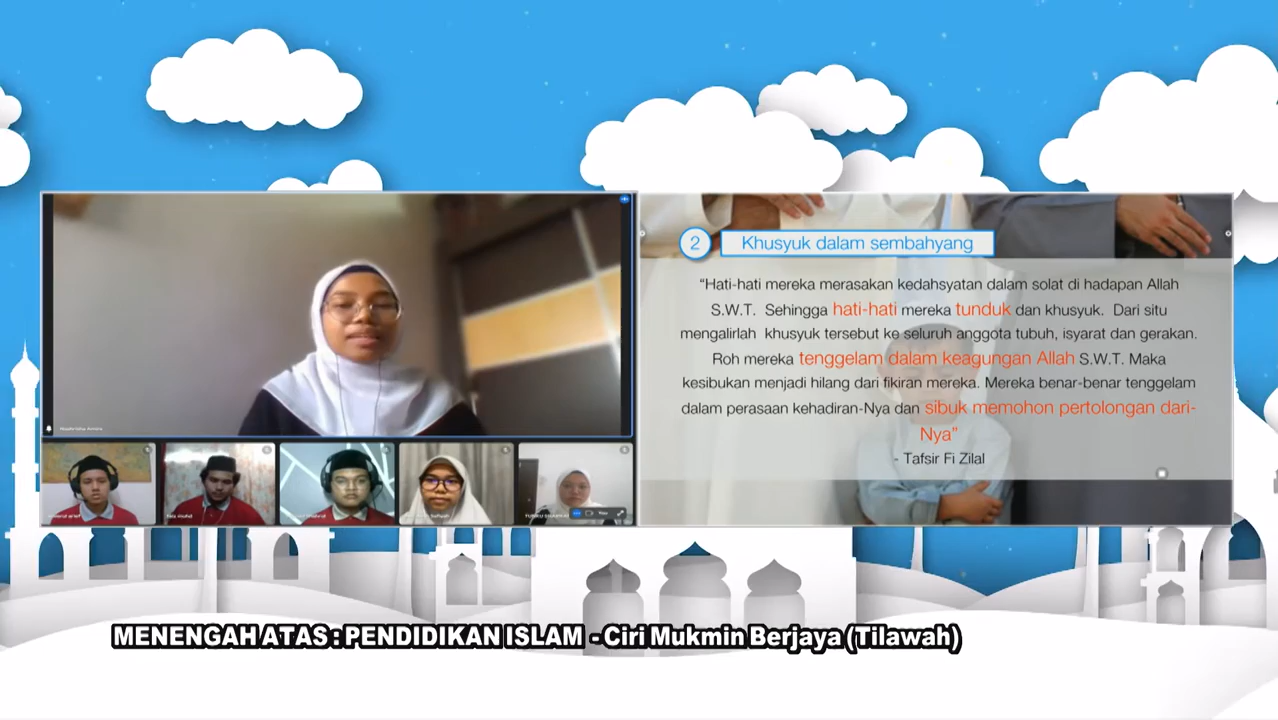 2
Khusyuk dalam sembahyang
“Hati-hati mereka merasakan kedahsyatan dalam solat di hadapan Allah
S.W.T. Sehingga hati-hati mereka tunduk dan khusyuk. Dari situ
mengalirlah khusyuk tersebut ke seluruh anggota tubuh, isyarat dan gerakan.
Roh mereka tenggelam dalam keagungan Allah S.W.T. Maka
kesibukan menjadi hilang dari fikiran mereka. Mereka benar-benar tenggelam
dalam perasaan kehadiran-Nya dan sibuk memohon pertolongan dari-
Nya”
- Tafsir Fi Zilal
MENENGAH ATAS : PENDIDIKAN ISLAM - Ciri Mukmin Berjaya (Tilawah)